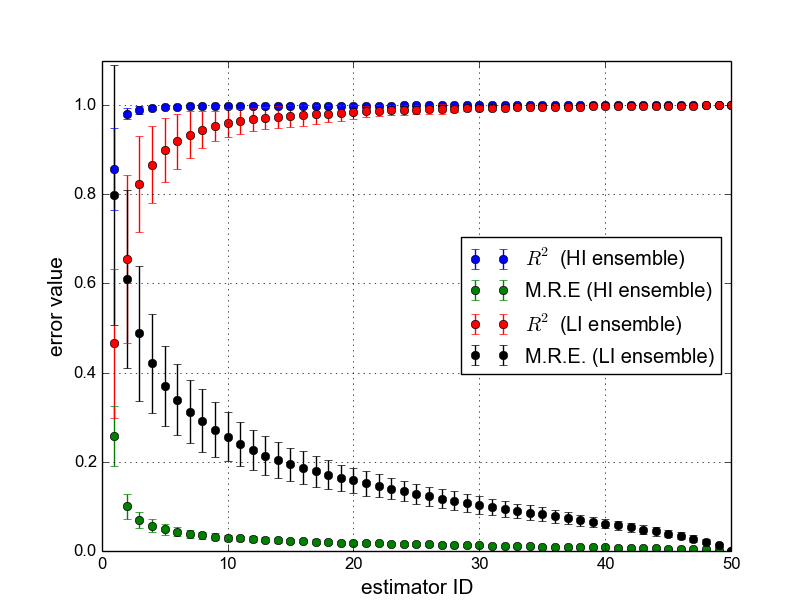 1.0
0.8
0.6
0.4
0.2
0.0
error value
R² (HI ensemble)
M.R.E (HI ensemble)
R² (LI ensemble)
M.R.E. (LI ensemble)
0 10 20 30 40 50
estimator ID